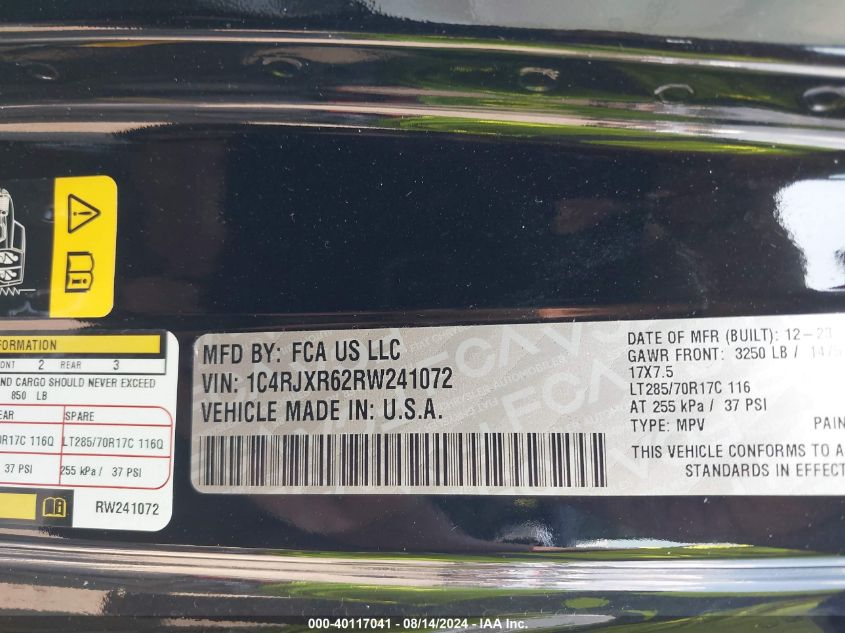 FORMATION
ONT 2 REAR 3
ND CARGO SHOULD NEVER EXCEED
850 LB
EAR SPARE
0R17C 116Q LT285/70R17C 116Q
37 PSI 255 kPa / 37 PSI
RW241072
MFD BY: FCA US LLC
VIN: 1C4RJXR62RW241072
VEHICLE MADE IN: U.S.A.
DATE OF MFR (BUILT): 12-23
GAWR FRONT: 3250 LB / 147
17X7.5
LT285/70R17C 116
AT 255 kPa / 37 PSI
TYPE: MPV PAIN
THIS VEHICLE CONFORMS TO A
STANDARDS IN EFFECT
000-40117041 - 08/14/2024 - IAA Inc.